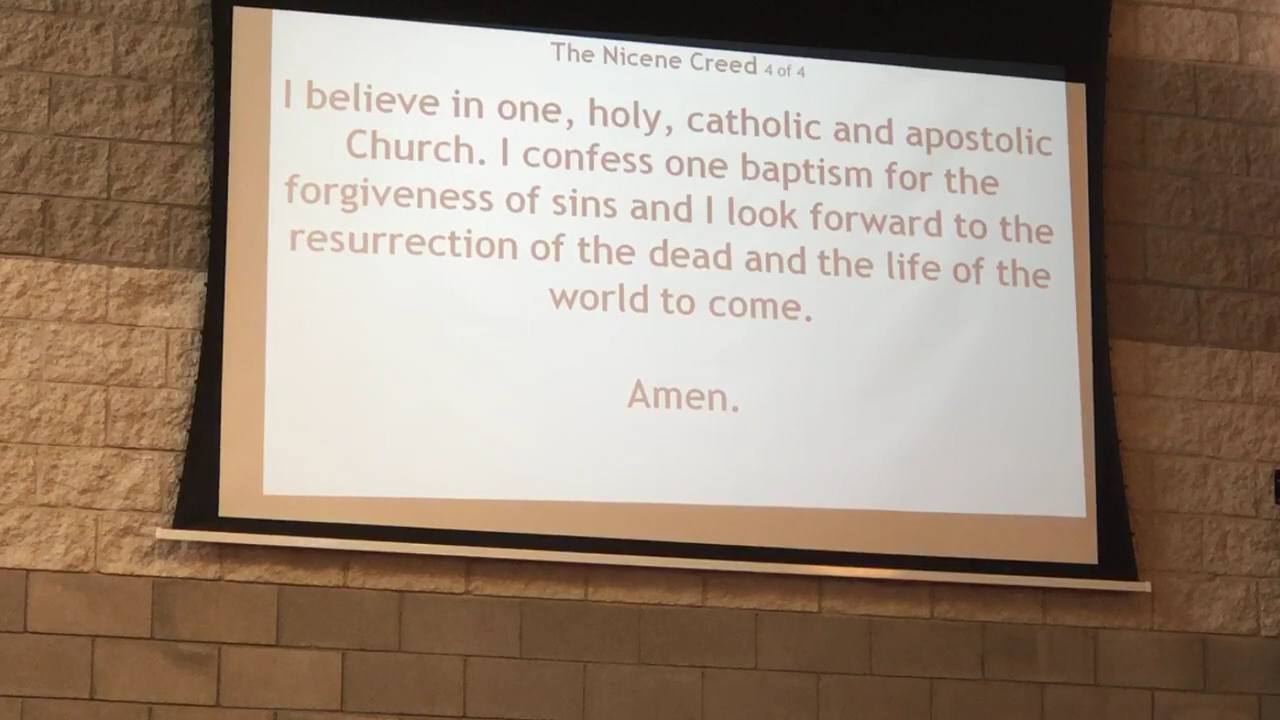 The Nicene Creed 4 of 4
I believe in one, holy, catholic and apostolic
Church. I confess one baptism for the
forgiveness of sins and I look forward to the
resurrection of the dead and the life of the
world to come.
Amen.